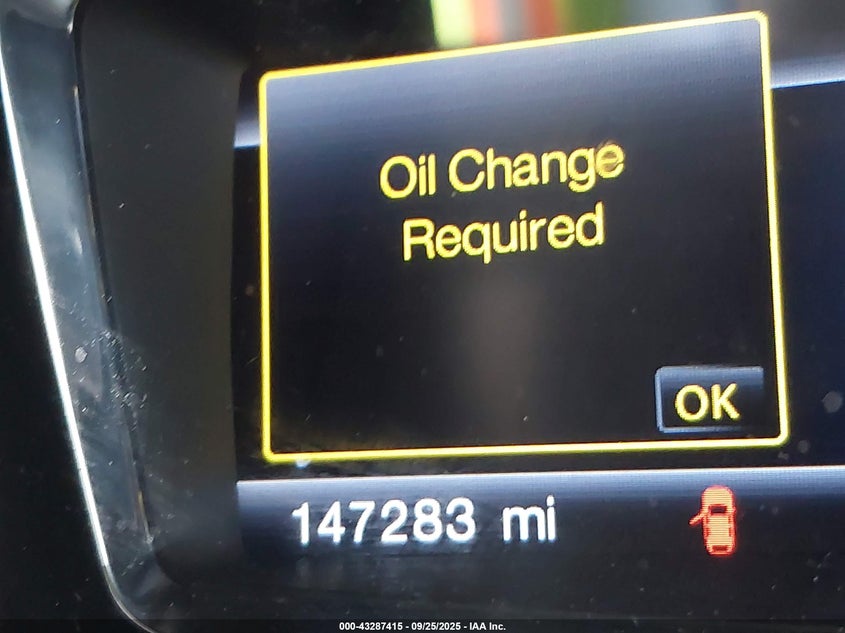 Oil Change
Required
OK
147283 mi
000-43287415 - 09/25/2025 - IAA Inc.